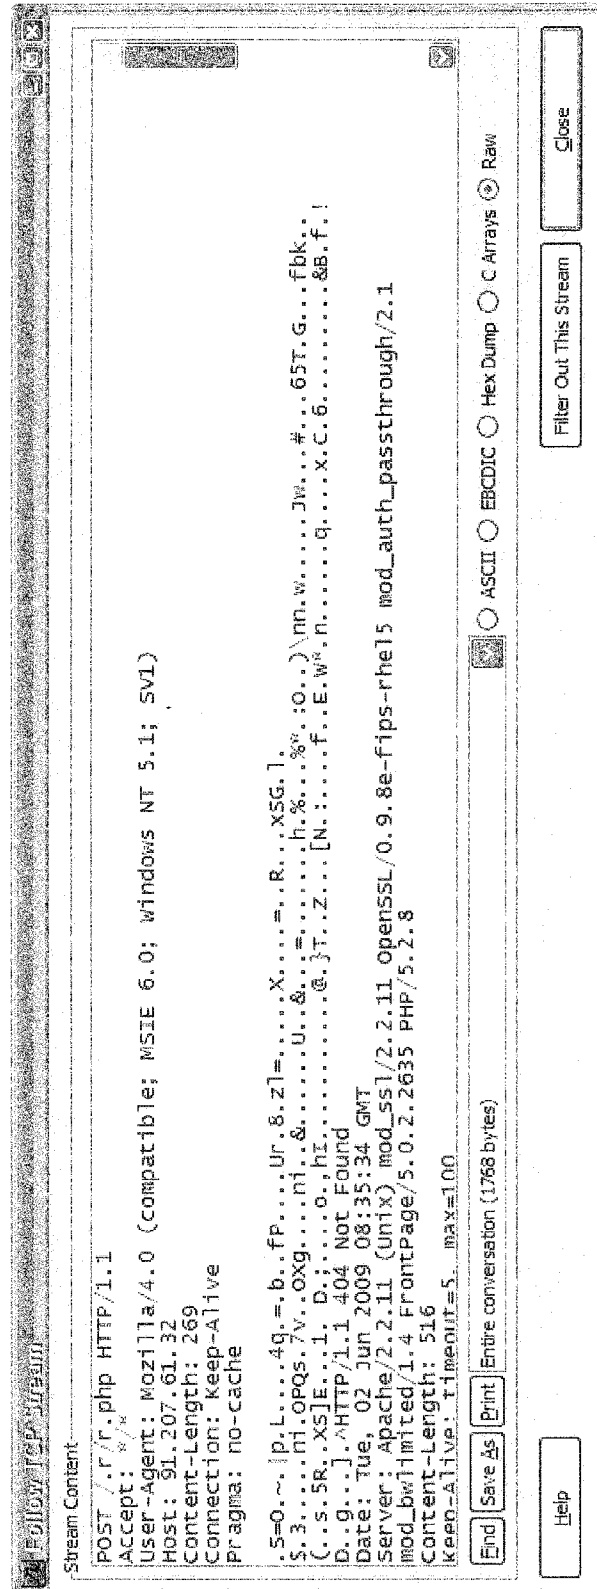 Follow TCP Stream
Stream Content
POST /.r/r.php HTTP/1.1
Accept: */*
User-Agent: Mozilla/4.0 (compatible; MSIE 6.0; Windows NT 5.1; SV1)
Host: 91.207.61.32
Content-Length: 269
Connection: Keep-Alive
Pragma: no-cache
HTTP/1.1 404 Not Found
Date: Tue, 02 Jun 2009 08:35:34 GMT
Server: Apache/2.2.11 (Unix) mod_ssl/2.2.11 OpenSSL/0.9.8e-fips-rhel5 mod_auth_passthrough/2.1
mod_bwlimited/1.4 FrontPage/5.0.2.2635 PHP/5.2.8
Content-Length: 516
Keep-Alive: timeout=5, max=100
Find Save As Print Entire conversation (1768 bytes) ASCII EBCDIC Hex Dump C Arrays Raw
Help Filter Out This Stream Close